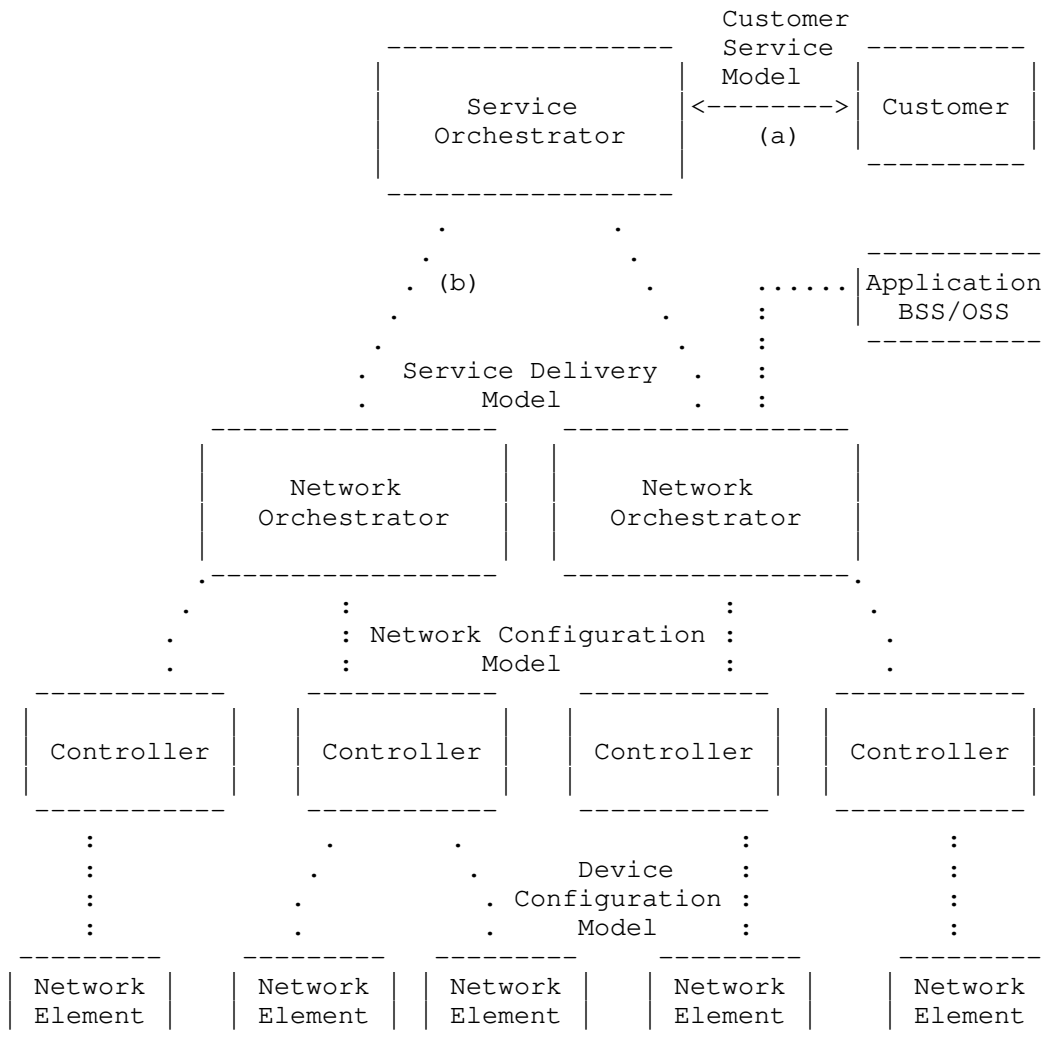 Customer
Service
Model
Service Customer
Orchestrator (a)
(b) Application
BSS/OSS
Service Delivery
Model
Network Network
Orchestrator Orchestrator
Network Configuration
Model
Controller Controller Controller Controller
Device
Configuration
Model
Network Network Network Network Network
Element Element Element Element Element